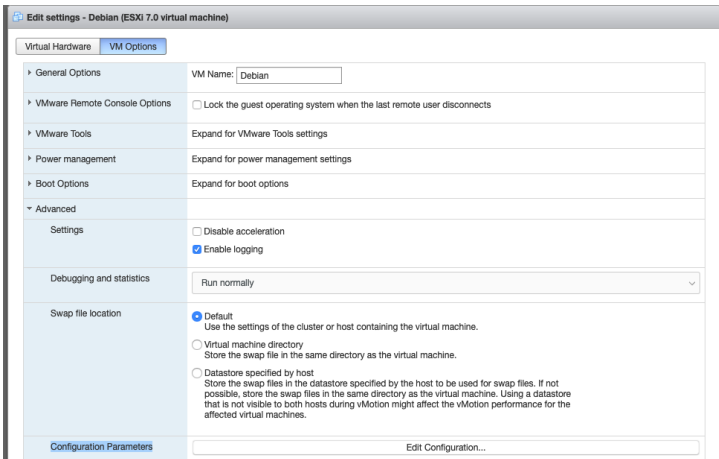 Edit settings - Debian (ESXi 7.0 virtual machine)
Virtual Hardware
VM Options
General Options
VM Name: Debian
VMware Remote Console Options
Lock the guest operating system when the last remote user disconnects
VMware Tools
Expand for VMware Tools settings
Power management
Expand for power management settings
Boot Options
Expand for boot options
Advanced
Settings
Disable acceleration
Enable logging
Debugging and statistics
Run normally
Swap file location
Default
Use the settings of the cluster or host containing the virtual machine.
Virtual machine directory
Store the swap file in the same directory as the virtual machine.
Datastore specified by host
Store the swap files in the datastore specified by the host to be used for swap files. If not
possible, store the swap files in the same directory as the virtual machine. Using a datastore
that is not visible to both hosts during vMotion might affect the vMotion performance for the
affected virtual machines.
Configuration Parameters
Edit Configuration...